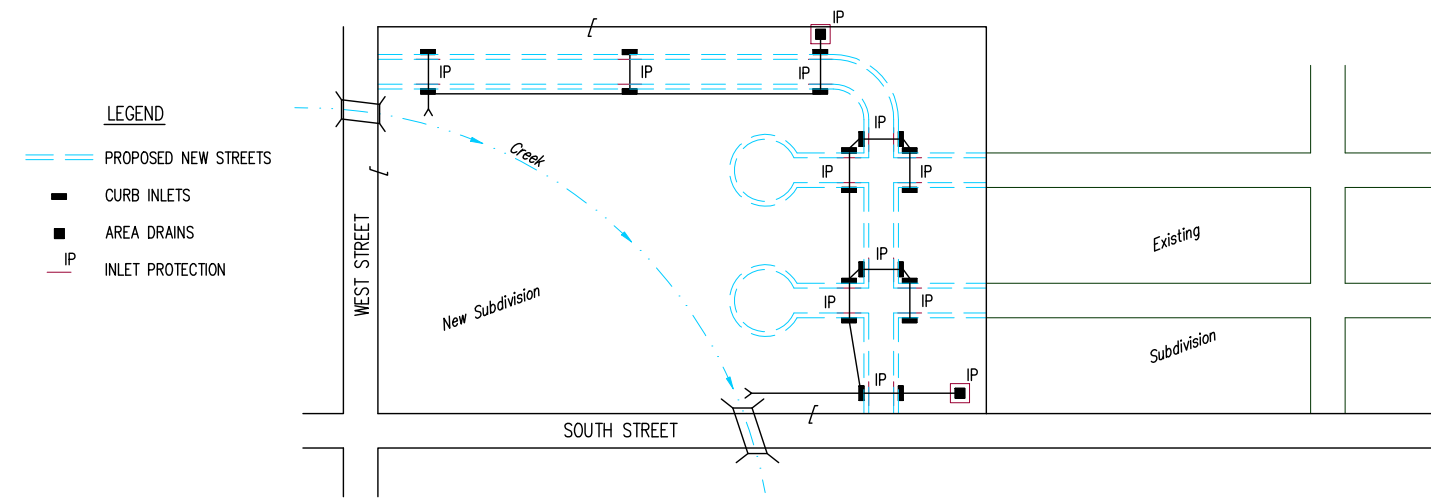 IP
IP
IP
IP
LEGEND
PROPOSED NEW STREETS
CURB INLETS
AREA DRAINS
IP
INLET PROTECTION
IP
Creek
IP
IP
WEST STREET
Existing
IP
New Subdivision
IP
IP
Subdivision
IP
IP
SOUTH STREET